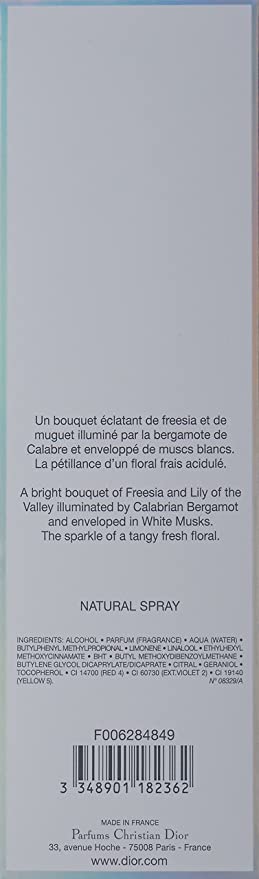 Un bouquet éclatant de freesia et de
muguet illuminé par la bergamote de
Calabre et enveloppé de muscs blancs.
La pétillance d'un floral frais acidulé.
A bright bouquet of Freesia and Lily of the
Valley illuminated by Calabrian Bergamot
and enveloped in White Musks.
The sparkle of a tangy fresh floral.
NATURAL SPRAY
INGREDIENTS: ALCOHOL • PARFUM (FRAGRANCE) • AQUA (WATER) •
BUTYLPHENYL METHYLPROPIONAL • LIMONENE • LINALOOL • ETHYLHEXYL
METHOXYCINNAMATE • BHT • BUTYL METHOXYDIBENZOYLMETHANE •
BUTYLENE GLYCOL DICAPRYLATE/DICAPRATE • CITRAL • GERANIOL •
TOCOPHEROL • CI 14700 (RED 4) • CI 60730 (EXT.VIOLET 2) • CI 19140
(YELLOW 5). N° 08329/A
F006284849
3 348901 182362
MADE IN FRANCE
Parfums Christian Dior
33, avenue Hoche - 75008 Paris - France
www.dior.com